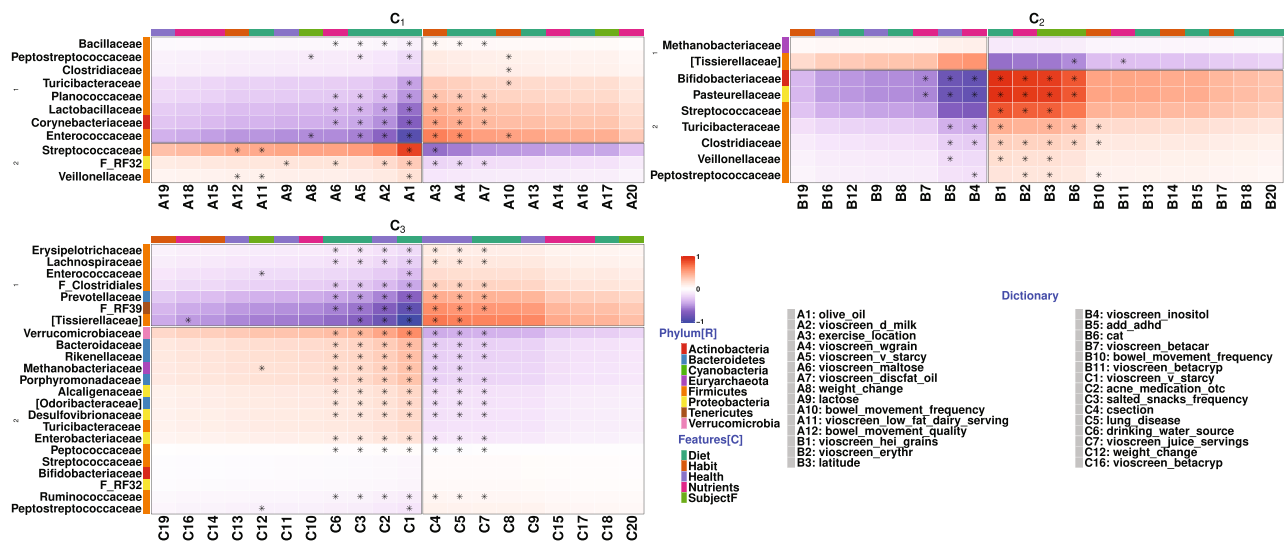 C1
Bacillaceae
Peptostreptococcaceae
Clostridiaceae
Turicibacteraceae
Planococcaceae
Lactobacillaceae
Corynebacteriaceae
Enterococcaceae
Streptococcaceae
F_RF32
Veillonellaceae
1
2
A19 A18 A15 A12 A11 A9 A8 A6 A5 A2 A1 A3 A4 A7 A10 A13 A14 A16 A17 A20
C2
Methanobacteriaceae
[Tissierellaceae]
Bifidobacteriaceae
Pasteurellaceae
Streptococcaceae
Turicibacteraceae
Clostridiaceae
Veillonellaceae
Peptostreptococcaceae
1
2
B19 B16 B12 B9 B8 B7 B5 B4 B1 B2 B3 B6 B10 B11 B13 B14 B15 B17 B18 B20
C3
Erysipelotrichaceae
Lachnospiraceae
Enterococcaceae
F_Clostridiales
Prevotellaceae
F_RF39
[Tissierellaceae]
Verrucomicrobiaceae
Bacteroidaceae
Rikenellaceae
Methanobacteriaceae
Porphyromonadaceae
Alcaligenaceae
[Odoribacteraceae]
Desulfovibrionaceae
Turicibacteraceae
Enterobacteriaceae
Peptococcaceae
Streptococcaceae
Bifidobacteriaceae
F_RF32
Ruminococcaceae
Peptostreptococcaceae
1
2
C19 C16 C14 C13 C12 C11 C10 C6 C3 C2 C1 C4 C5 C7 C8 C9 C15 C17 C18 C20
1
0
-1
Phylum[R]
Actinobacteria
Bacteroidetes
Cyanobacteria
Euryarchaeota
Firmicutes
Proteobacteria
Tenericutes
Verrucomicrobia
Features[C]
Diet
Habit
Health
Nutrients
SubjectF
Dictionary
A1: olive_oil
A2: vioscreen_d_milk
A3: exercise_location
A4: vioscreen_wgrain
A5: vioscreen_v_starcy
A6: vioscreen_maltose
A7: vioscreen_discfat_oil
A8: weight_change
A9: lactose
A10: bowel_movement_frequency
A11: vioscreen_low_fat_dairy_serving
A12: bowel_movement_quality
B1: vioscreen_hei_grains
B2: vioscreen_erythr
B3: latitude
B4: vioscreen_inositol
B5: add_adhd
B6: cat
B7: vioscreen_betacar
B10: bowel_movement_frequency
B11: vioscreen_betacryp
C1: vioscreen_v_starcy
C2: acne_medication_otc
C3: salted_snacks_frequency
C4: csection
C5: lung_disease
C6: drinking_water_source
C7: vioscreen_juice_servings
C12: weight_change
C16: vioscreen_betacryp